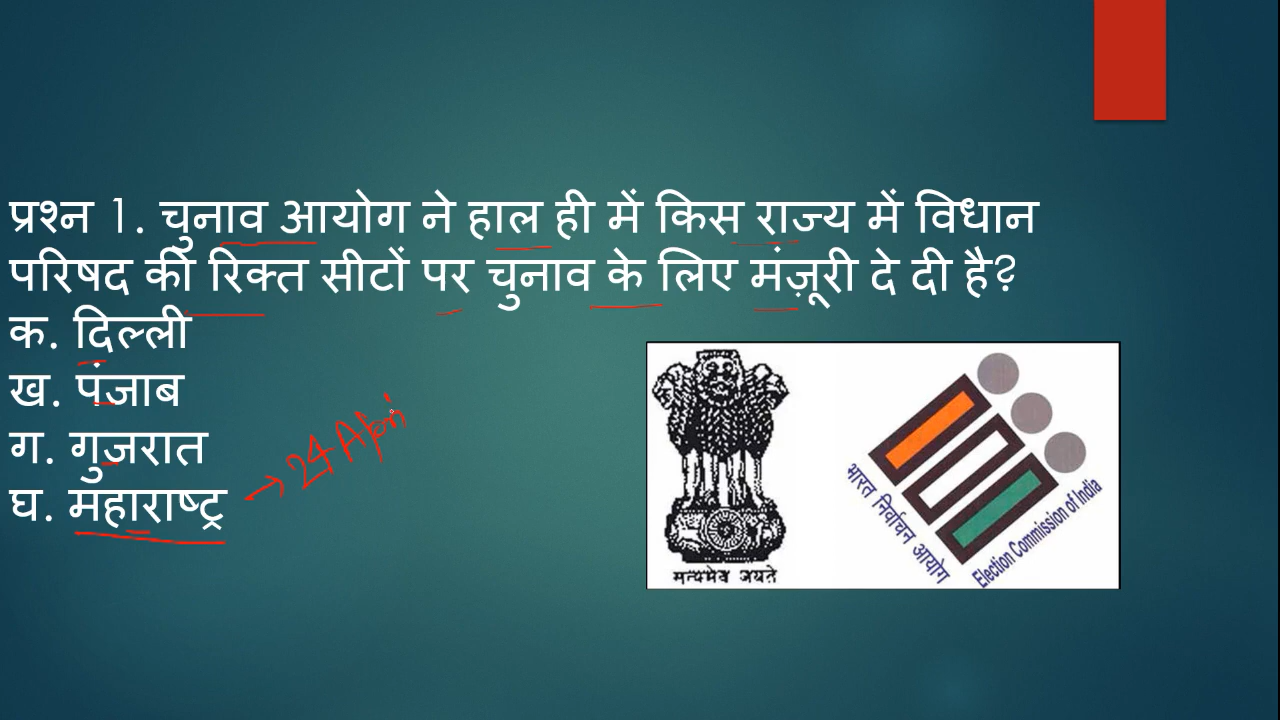 प्रश्न 1. चुनाव आयोग ने हाल ही में किस राज्य में विधान
परिषद की रिक्त सीटों पर चुनाव के लिए मंज़ूरी दे दी है?
क. दिल्ली
ख. पंजाब
ग. गुजरात
घ. महाराष्ट्र
24 April
सत्यमेव जयते
भारत निर्वाचन आयोग
Election Commission of India